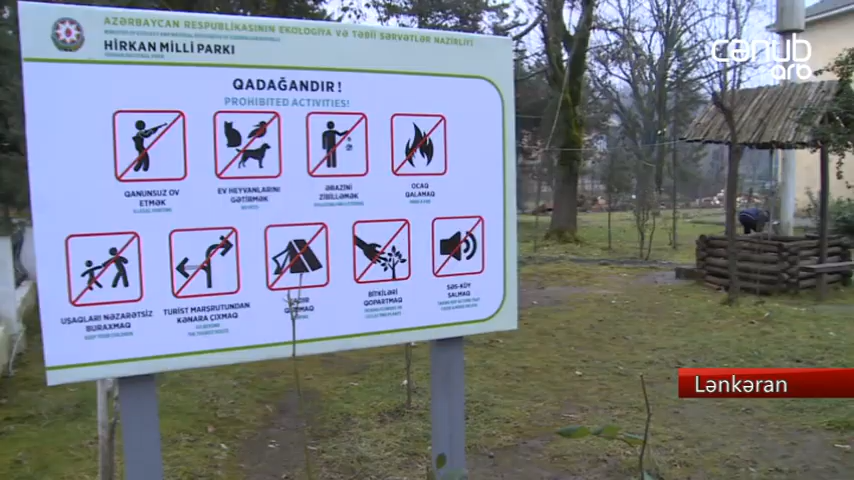 AZƏRBAYCAN RESPUBLİKASININ EKOLOGİYA VƏ TƏBİİ SƏRVƏTLƏR NAZİRLİYİ
HİRKAN MİLLİ PARKI
cənub
QADAĞANDIR!
PROHIBITED ACTIVITIES!
QANUNSUZ OV
ETMƏK
EV HEYVANLARINI
GƏTİRMƏK
ƏRAZİNİ
ZİBİLLƏMƏK
OCAQ
QALAMAQ
UŞAQLARI NƏZARƏTSİZ
BURAXMAQ
TURİST MARŞRUTUNDAN
KƏNARA ÇIXMAQ
BİTKİLƏRİ
QOPARTMAQ
SƏS-KÜY
SALMAQ
Lənkəran